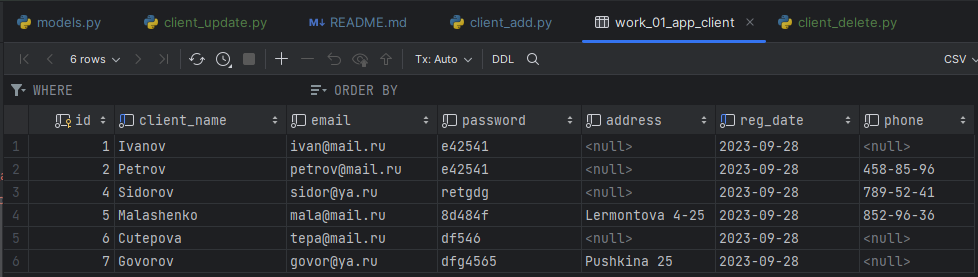 models.py client_update.py README.md client_add.py work_01_app_client client_delete.py
6 rows Tx: Auto DDL CSV
WHERE ORDER BY
id client_name email password address reg_date phone
1 1 Ivanov ivan@mail.ru e42541 <null> 2023-09-28 <null>
2 2 Petrov petrov@mail.ru e42541 <null> 2023-09-28 458-85-96
3 4 Sidorov sidor@ya.ru retgdg <null> 2023-09-28 789-52-41
4 5 Malashenko mala@mail.ru 8d484f Lermontova 4-25 2023-09-28 852-96-36
5 6 Cutepova tepa@mail.ru df546 <null> 2023-09-28 <null>
6 7 Govorov govor@ya.ru dfg4565 Pushkina 25 2023-09-28 <null>